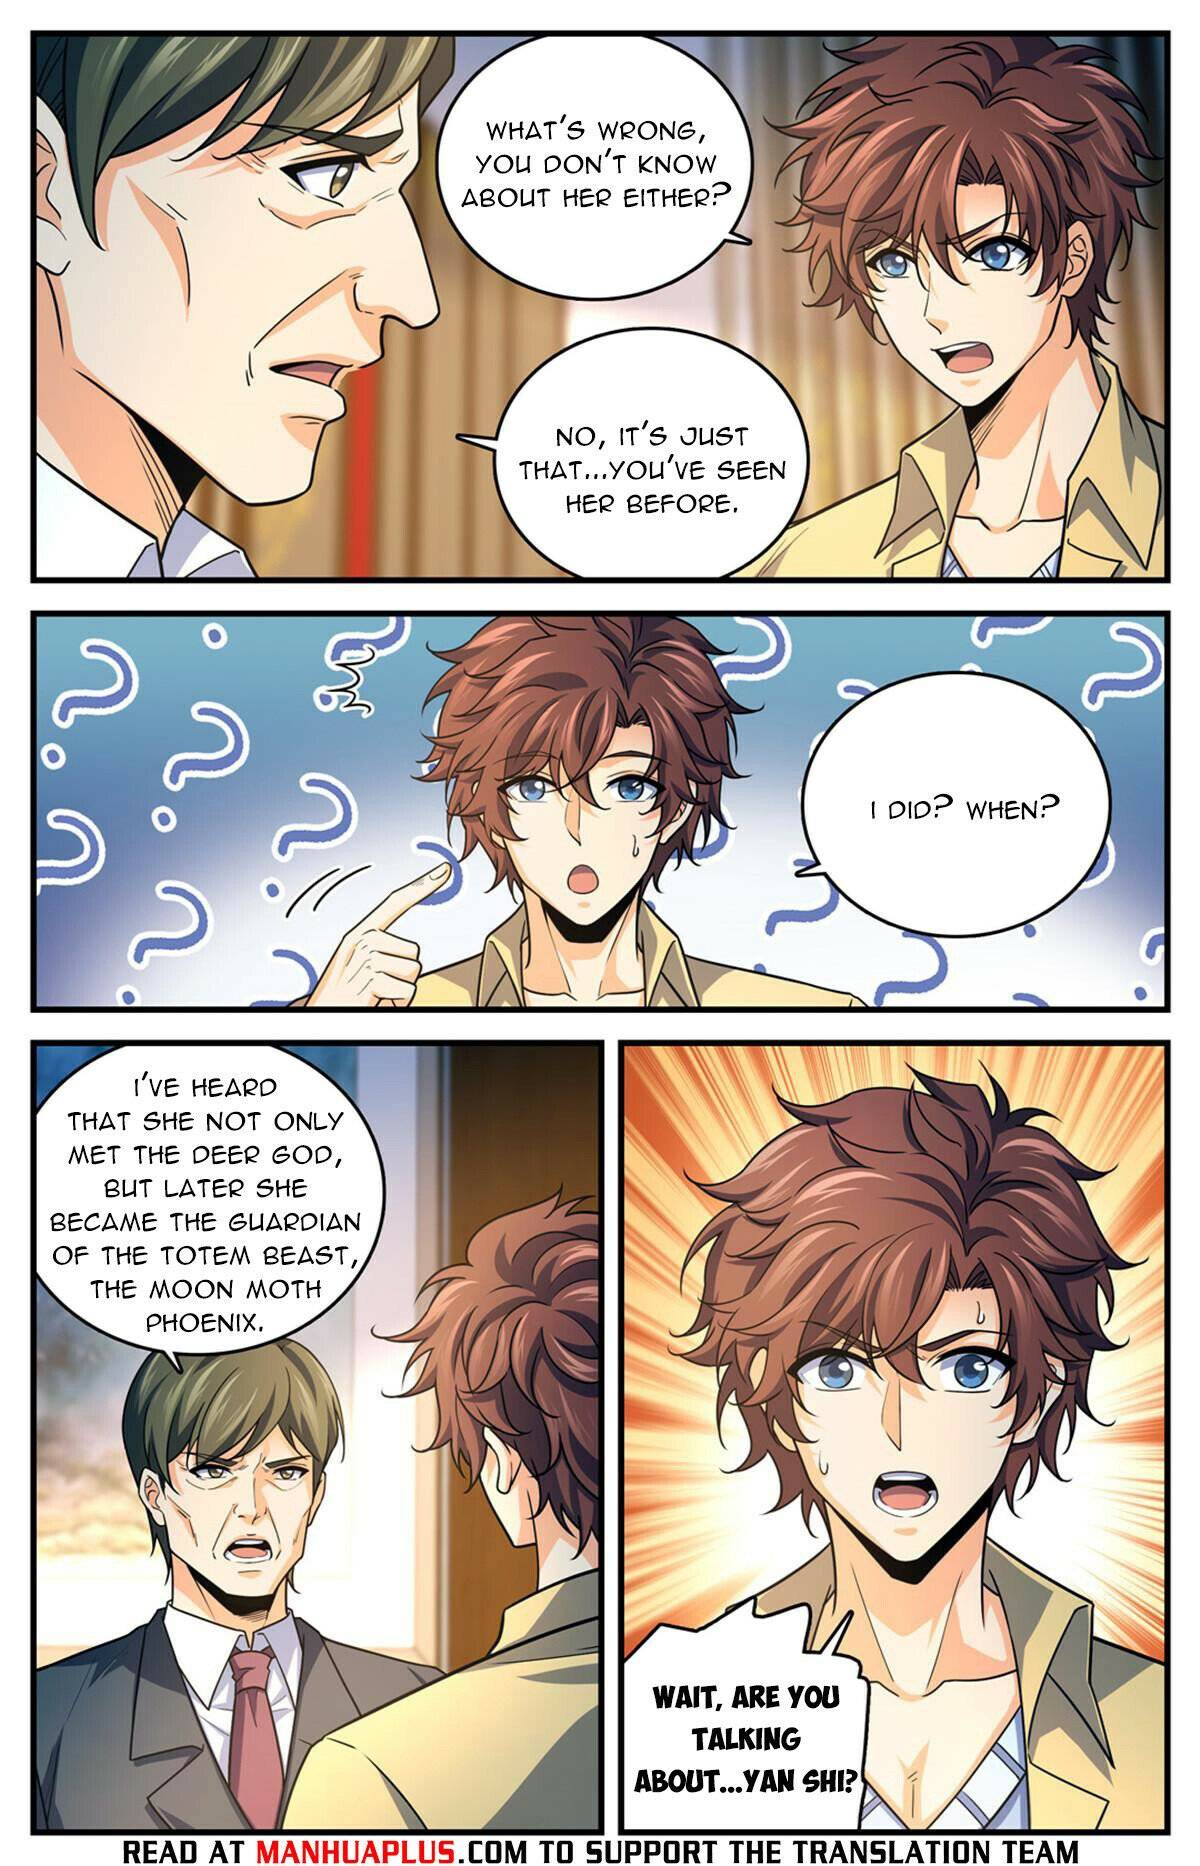 WHAT'S WRONG,
YOU DON'T KNOW
ABOUT HER EITHER?
NO, IT'S JUST
THAT...YOU'VE SEEN
HER BEFORE.
I DID? WHEN?
I'VE HEARD
THAT SHE NOT ONLY
MET THE DEER GOD,
BUT LATER SHE
BECAME THE GUARDIAN
OF THE TOTEM BEAST,
THE MOON MOTH
PHOENIX.
WAIT, ARE YOU
TALKING
ABOUT...YAN SHI?
READ AT MANHUAPLUS.COM TO SUPPORT THE TRANSLATION TEAM